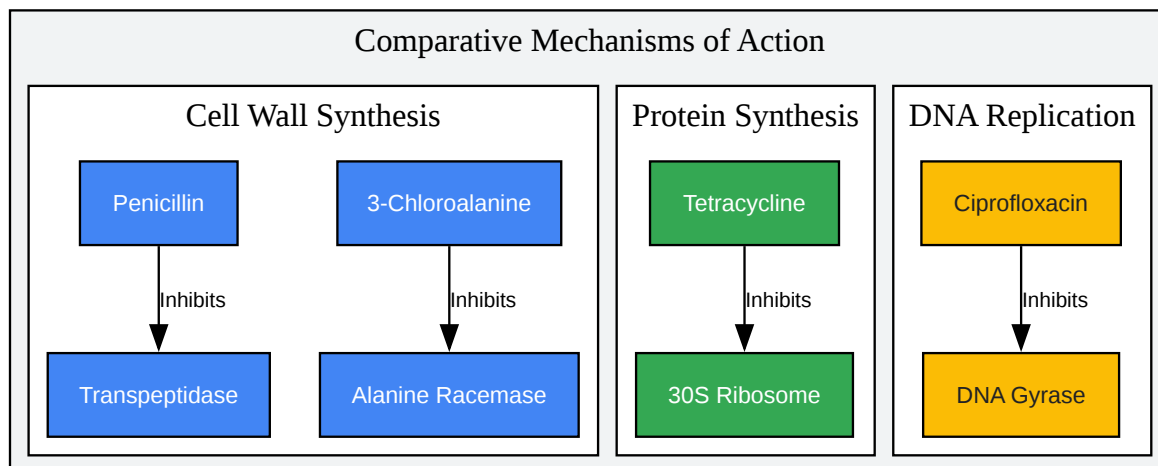 Comparative Mechanisms of Action
Cell Wall Synthesis
Protein Synthesis
DNA Replication
Penicillin
3-Chloroalanine
Tetracycline
Ciprofloxacin
Inhibits
Inhibits
Inhibits
Inhibits
Transpeptidase
Alanine Racemase
30S Ribosome
DNA Gyrase